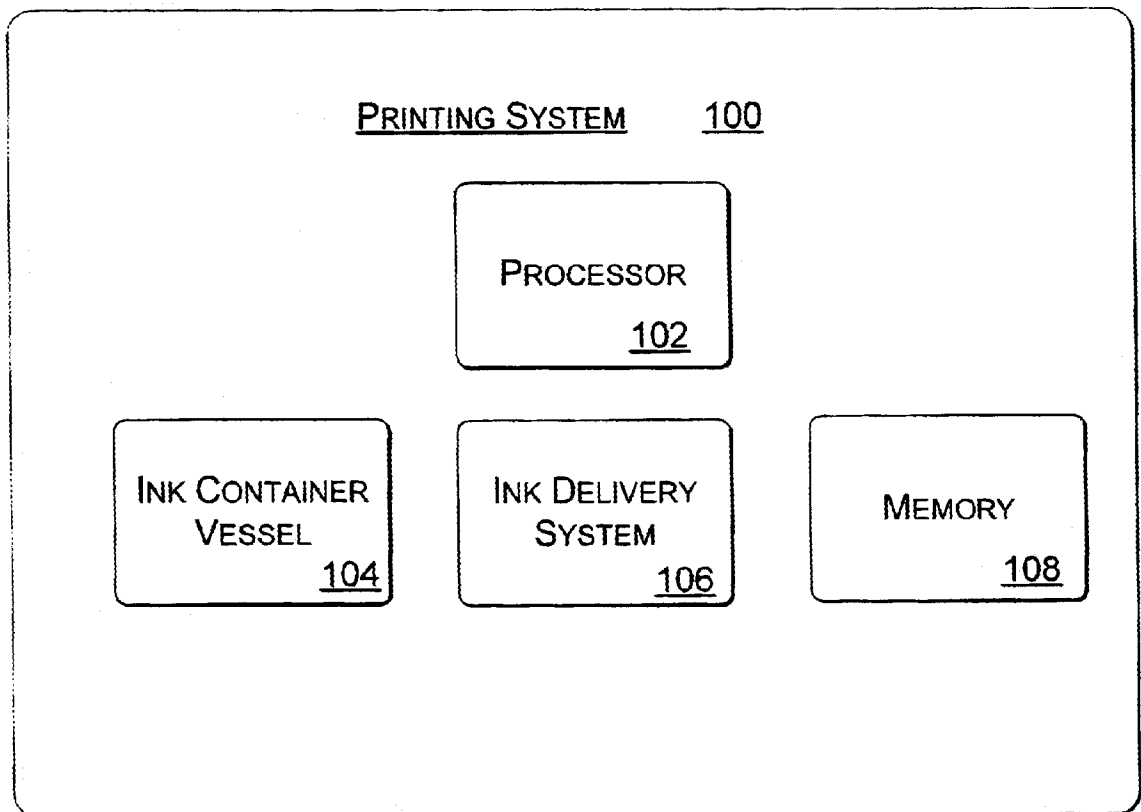 PRINTING SYSTEM 100
PROCESSOR
102
INK CONTAINER
VESSEL
104
INK DELIVERY
SYSTEM
106
MEMORY
108